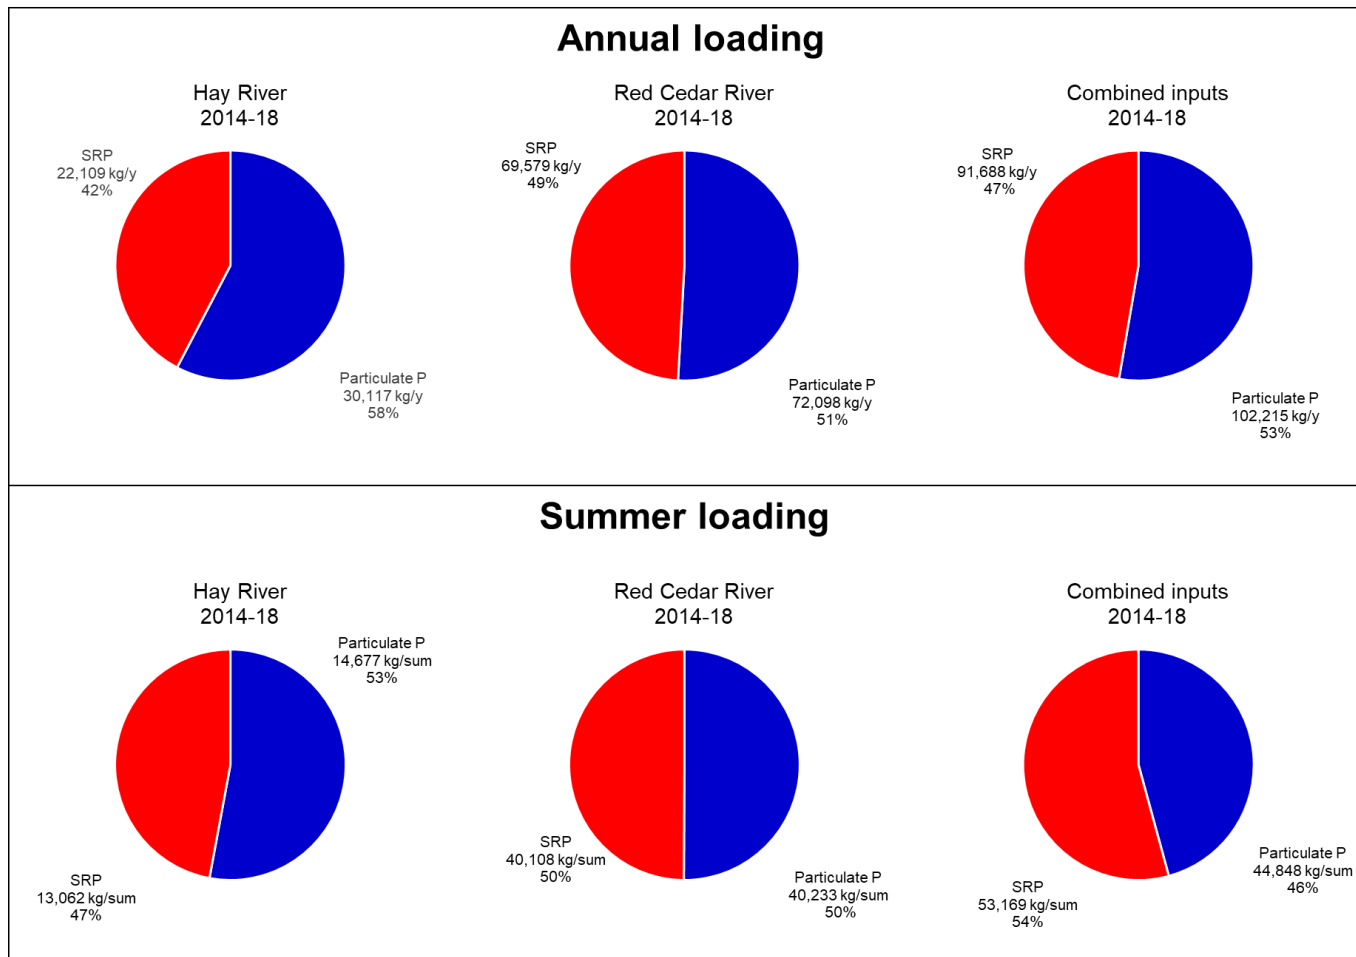 Annual loading
Hay River
2014-18
SRP
22,109 kg/y
42%
Particulate P
30,117 kg/y
58%
Red Cedar River
2014-18
SRP
69,579 kg/y
49%
Particulate P
72,098 kg/y
51%
Combined inputs
2014-18
SRP
91,688 kg/y
47%
Particulate P
102,215 kg/y
53%
Summer loading
Hay River
2014-18
Particulate P
14,677 kg/sum
53%
SRP
13,062 kg/sum
47%
Red Cedar River
2014-18
SRP
40,108 kg/sum
50%
Particulate P
40,233 kg/sum
50%
Combined inputs
2014-18
Particulate P
44,848 kg/sum
46%
SRP
53,169 kg/sum
54%